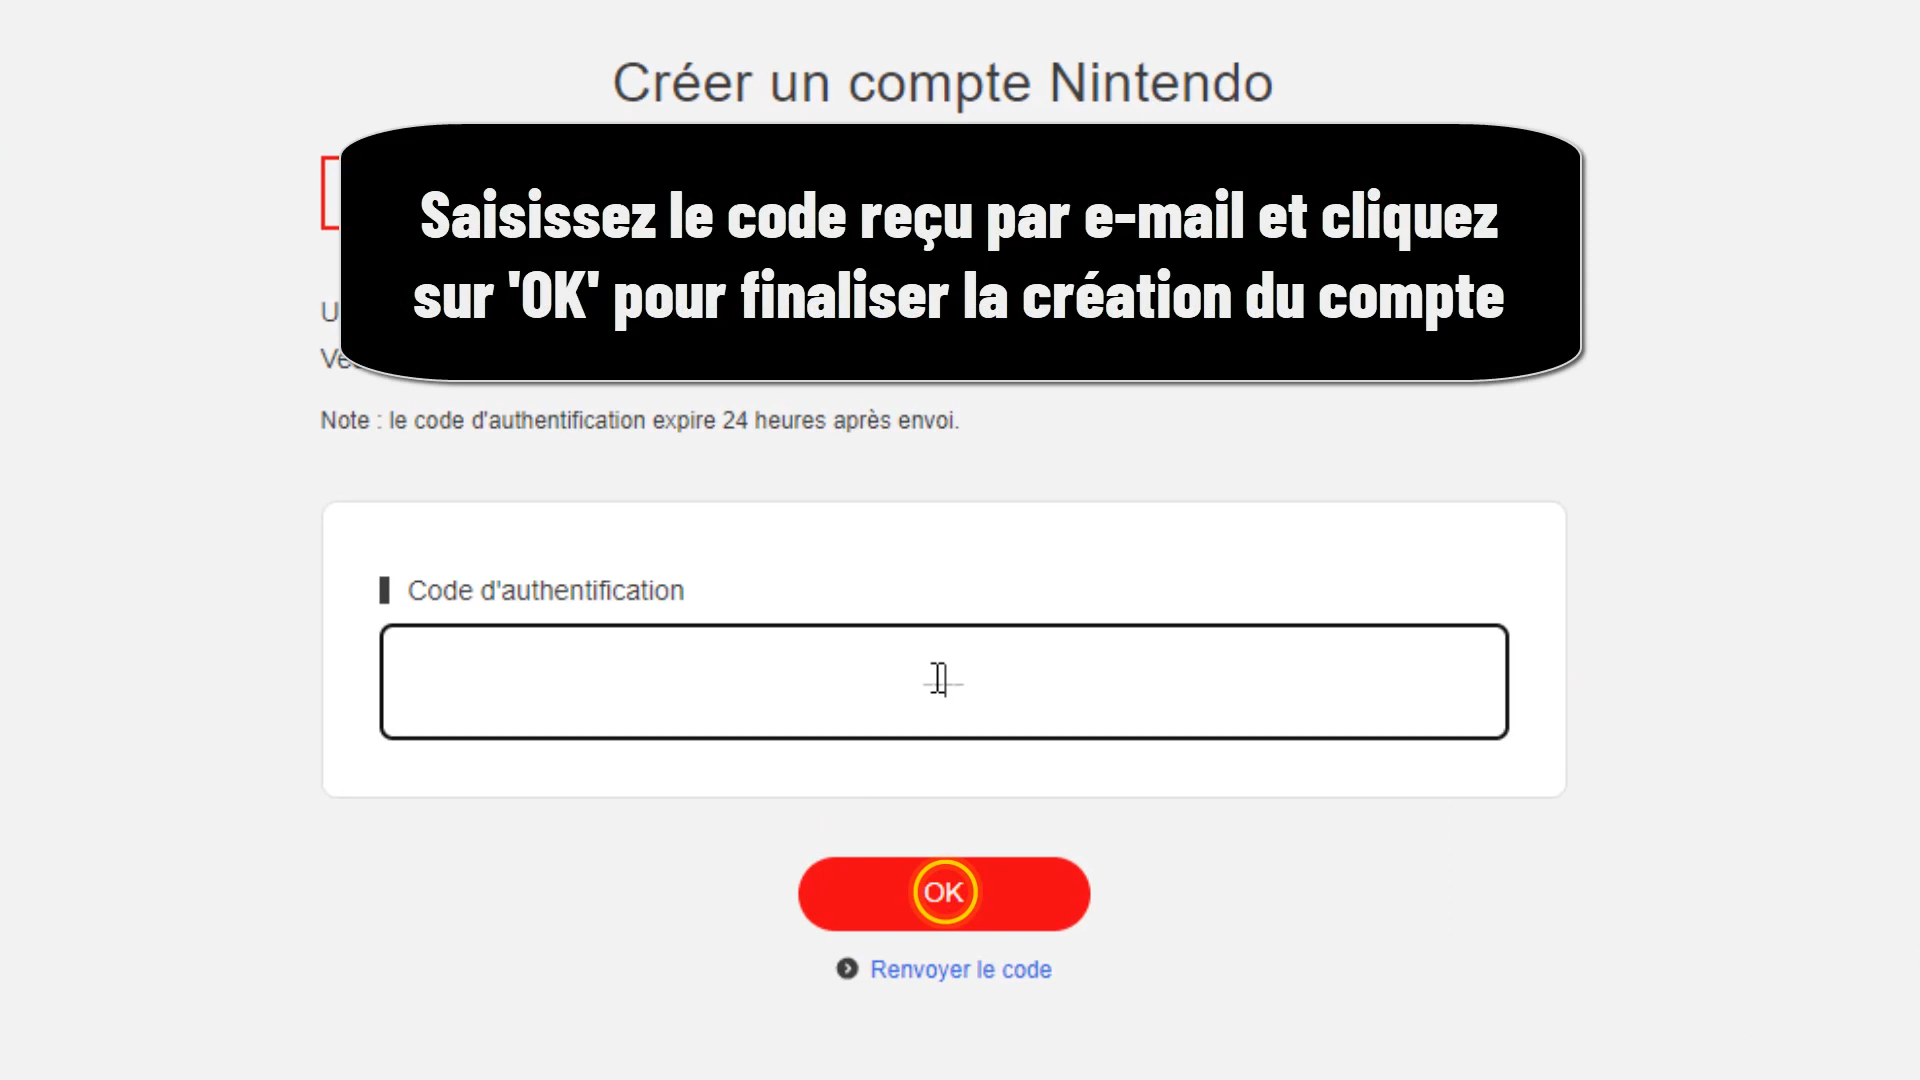 Créer un compte Nintendo
Saisissez le code reçu par e-mail et cliquez
sur 'OK' pour finaliser la création du compte
Note : le code d'authentification expire 24 heures après envoi.
Code d'authentification
OK
Renvoyer le code